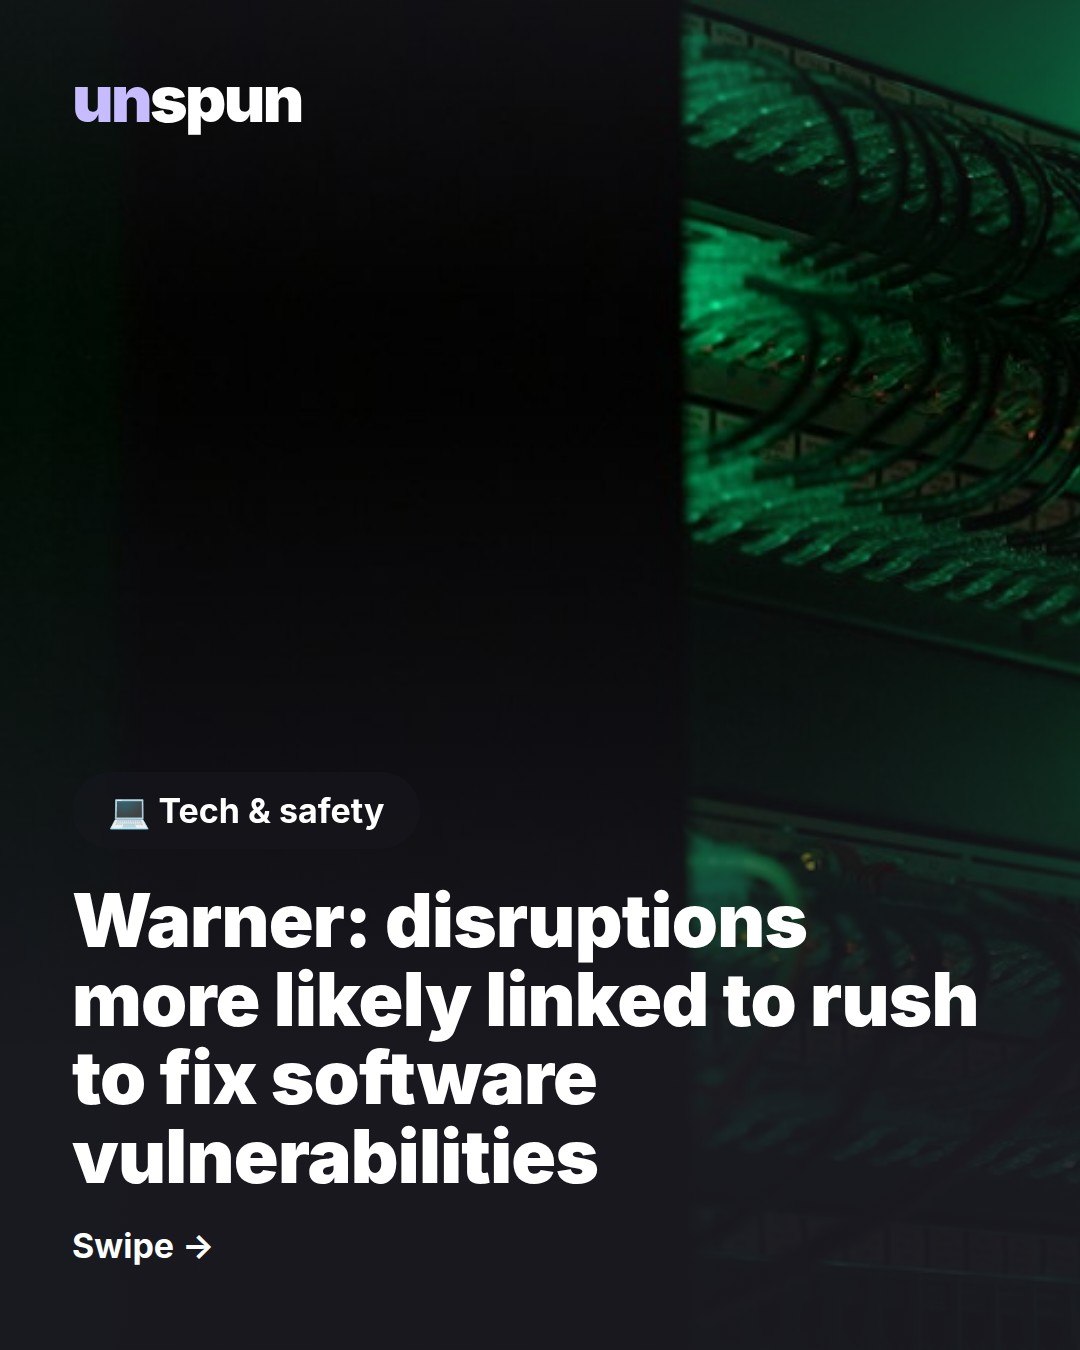 unspun
💻 Tech & safety
Warner: disruptions
more likely linked to rush
to fix software
vulnerabilities
Swipe →